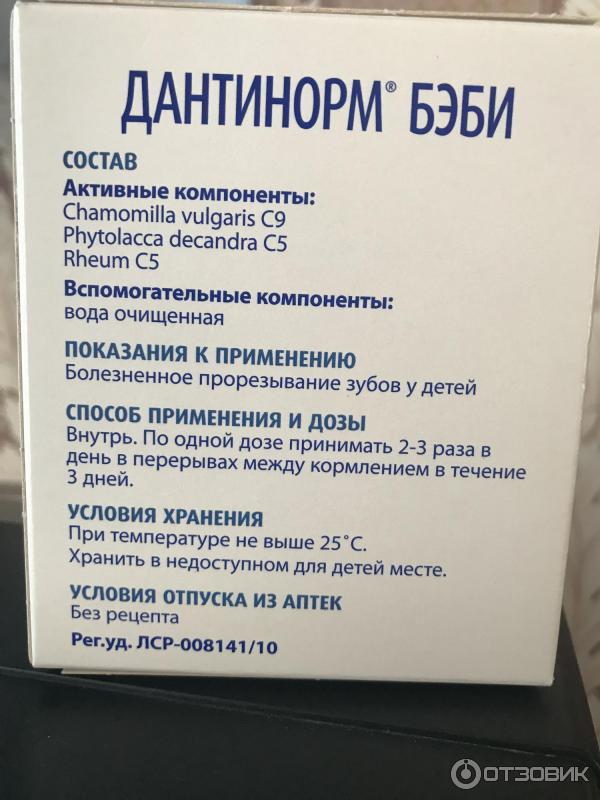 ДАНТИНОРМ® БЭБИ
СОСТАВ
Активные компоненты:
Chamomilla vulgaris C9
Phytolacca decandra C5
Rheum C5
Вспомогательные компоненты:
вода очищенная
ПОКАЗАНИЯ К ПРИМЕНЕНИЮ
Болезненное прорезывание зубов у детей
СПОСОБ ПРИМЕНЕНИЯ И ДОЗЫ
Внутрь. По одной дозе принимать 2-3 раза в
день в перерывах между кормлением в течение
3 дней.
УСЛОВИЯ ХРАНЕНИЯ
При температуре не выше 25˚С.
Хранить в недоступном для детей месте.
УСЛОВИЯ ОТПУСКА ИЗ АПТЕК
Без рецепта
Рег.уд. ЛСР-008141/10
ОТЗОВИК